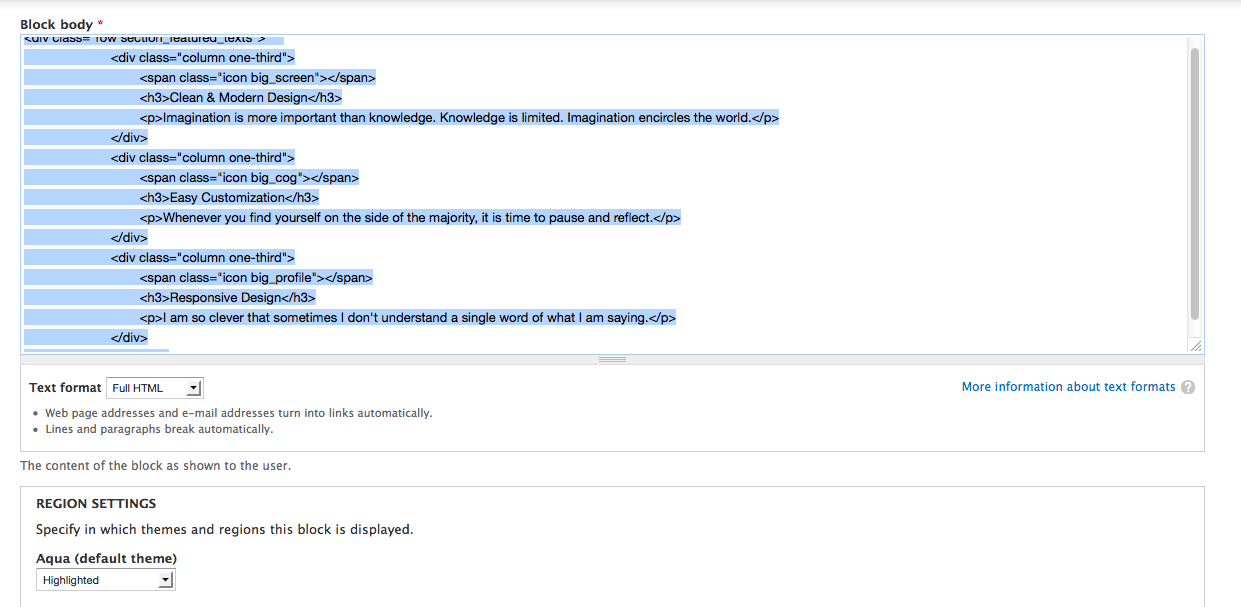 Block body *
<div class="row section_featured_texts">
<div class="column one-third">
<span class="icon big_screen"></span>
<h3>Clean & Modern Design</h3>
<p>Imagination is more important than knowledge. Knowledge is limited. Imagination encircles the world.</p>
</div>
<div class="column one-third">
<span class="icon big_cog"></span>
<h3>Easy Customization</h3>
<p>Whenever you find yourself on the side of the majority, it is time to pause and reflect.</p>
</div>
<div class="column one-third">
<span class="icon big_profile"></span>
<h3>Responsive Design</h3>
<p>I am so clever that sometimes I don't understand a single word of what I am saying.</p>
</div>
Text format Full HTML More information about text formats ?
• Web page addresses and e-mail addresses turn into links automatically.
• Lines and paragraphs break automatically.
The content of the block as shown to the user.
REGION SETTINGS
Specify in which themes and regions this block is displayed.
Aqua (default theme)
Highlighted